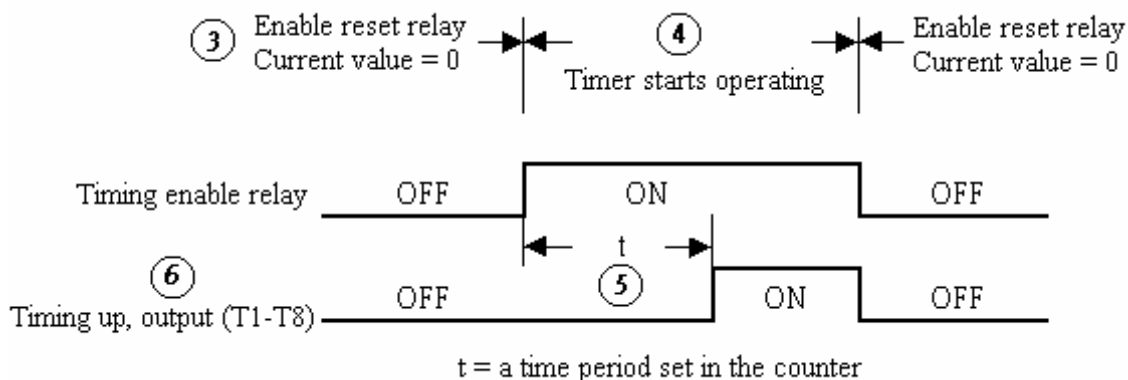 3 Enable reset relay
Current value = 0
4
Timer starts operating
Enable reset relay
Current value = 0
Timing enable relay OFF ON OFF
t
6
5
Timing up, output (T1-T8) OFF ON OFF
t = a time period set in the counter